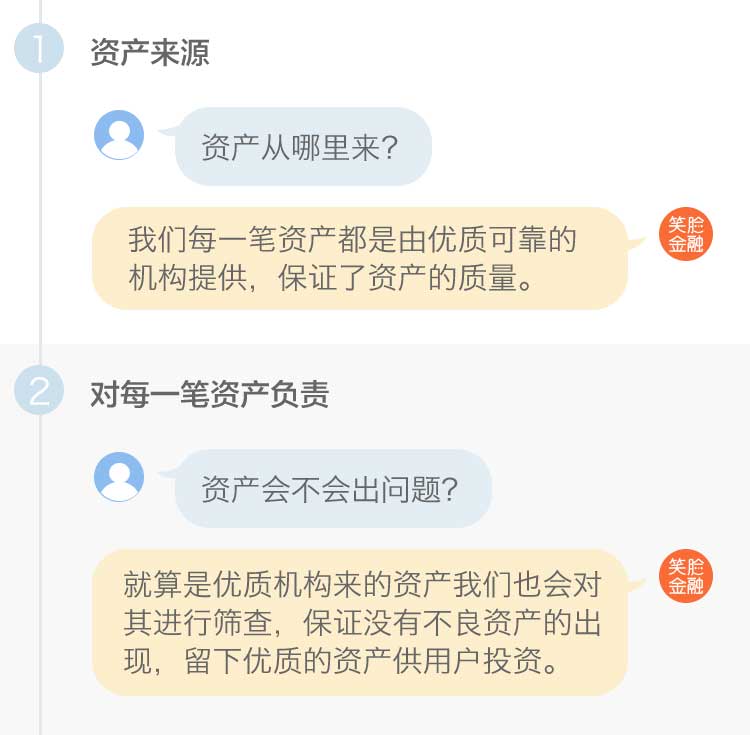 1
资产来源
资产从哪里来？
笑脸
金融
我们每一笔资产都是由优质可靠的
机构提供，保证了资产的质量。
2
对每一笔资产负责
资产会不会出问题？
笑脸
金融
就算是优质机构来的资产我们也会对
其进行筛查，保证没有不良资产的出
现，留下优质的资产供用户投资。